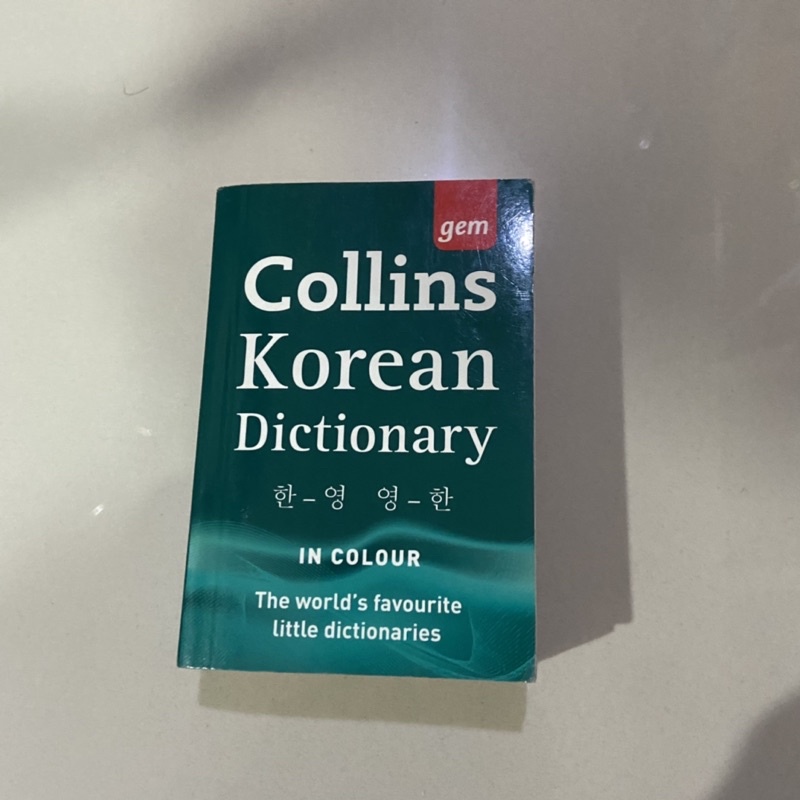 gem
Collins
Korean
Dictionary
한 – 영 영 – 한
IN COLOUR
The world's favourite
little dictionaries